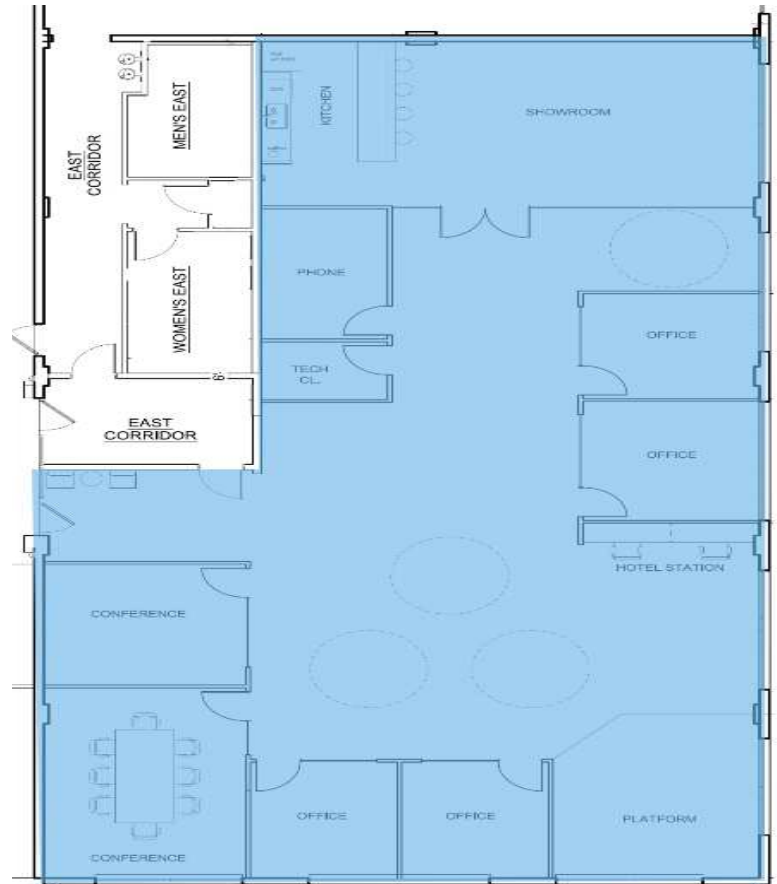 MEN'S EAST
KITCHEN
SHOWROOM
EAST
CORRIDOR
PHONE
WOMEN'S EAST
OFFICE
TECH
CL.
EAST
CORRIDOR
OFFICE
HOTEL STATION
CONFERENCE
OFFICE
OFFICE
PLATFORM
CONFERENCE